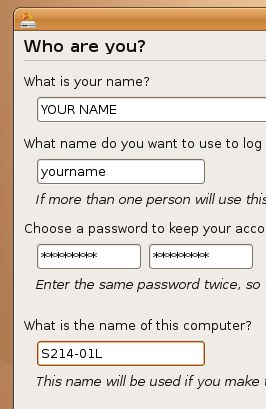 Who are you?
What is your name?
YOUR NAME
What name do you want to use to log
yourname
If more than one person will use this
Choose a password to keep your acco
******** ********
Enter the same password twice, so
What is the name of this computer?
S214-01L
This name will be used if you make t